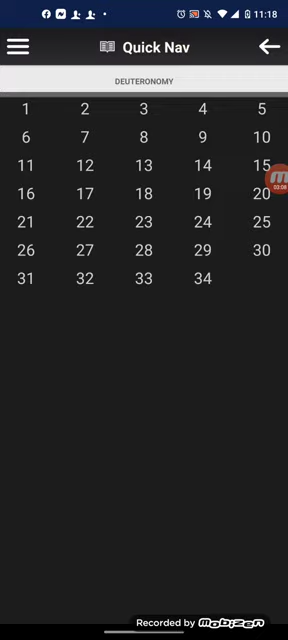 11:18
Quick Nav
DEUTERONOMY
1 2 3 4 5
6 7 8 9 10
11 12 13 14 15
16 17 18 19 20
21 22 23 24 25
26 27 28 29 30
31 32 33 34
03:08
Recorded by MOBIZEN